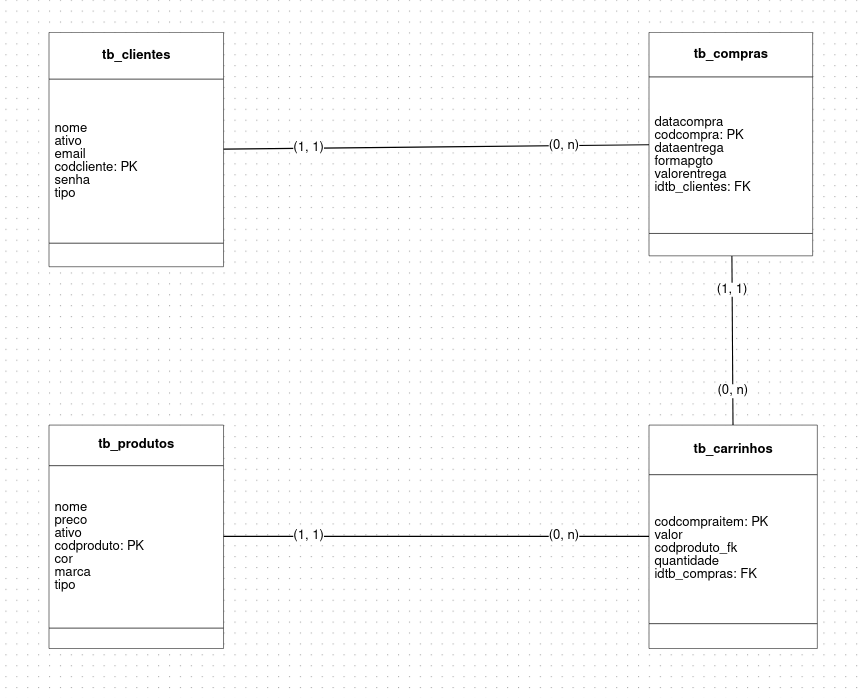 tb_clientes
nome
ativo
email
codcliente: PK
senha
tipo
(1, 1)
(0, n)
tb_compras
datacompra
codcompra: PK
dataentrega
formapgto
valorentrega
idtb_clientes: FK
(1, 1)
(0, n)
tb_produtos
nome
preco
ativo
codproduto: PK
cor
marca
tipo
(1, 1)
(0, n)
tb_carrinhos
codcompraitem: PK
valor
codproduto_fk
quantidade
idtb_compras: FK